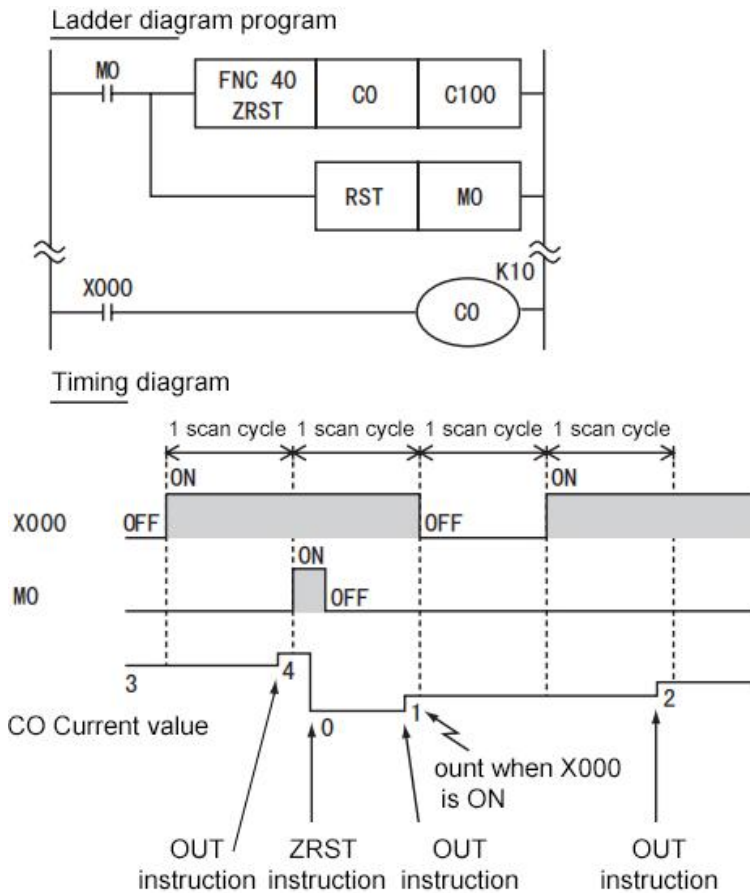 Ladder diagram program
M0
FNC 40 ZRST C0 C100
RST M0
X000
K10
C0
Timing diagram
1 scan cycle 1 scan cycle 1 scan cycle 1 scan cycle
ON ON
X000 OFF OFF
ON
M0 OFF
3 4 0 1 2
CO Current value
ount when X000
is ON
OUT ZRST OUT OUT
instruction instruction instruction instruction